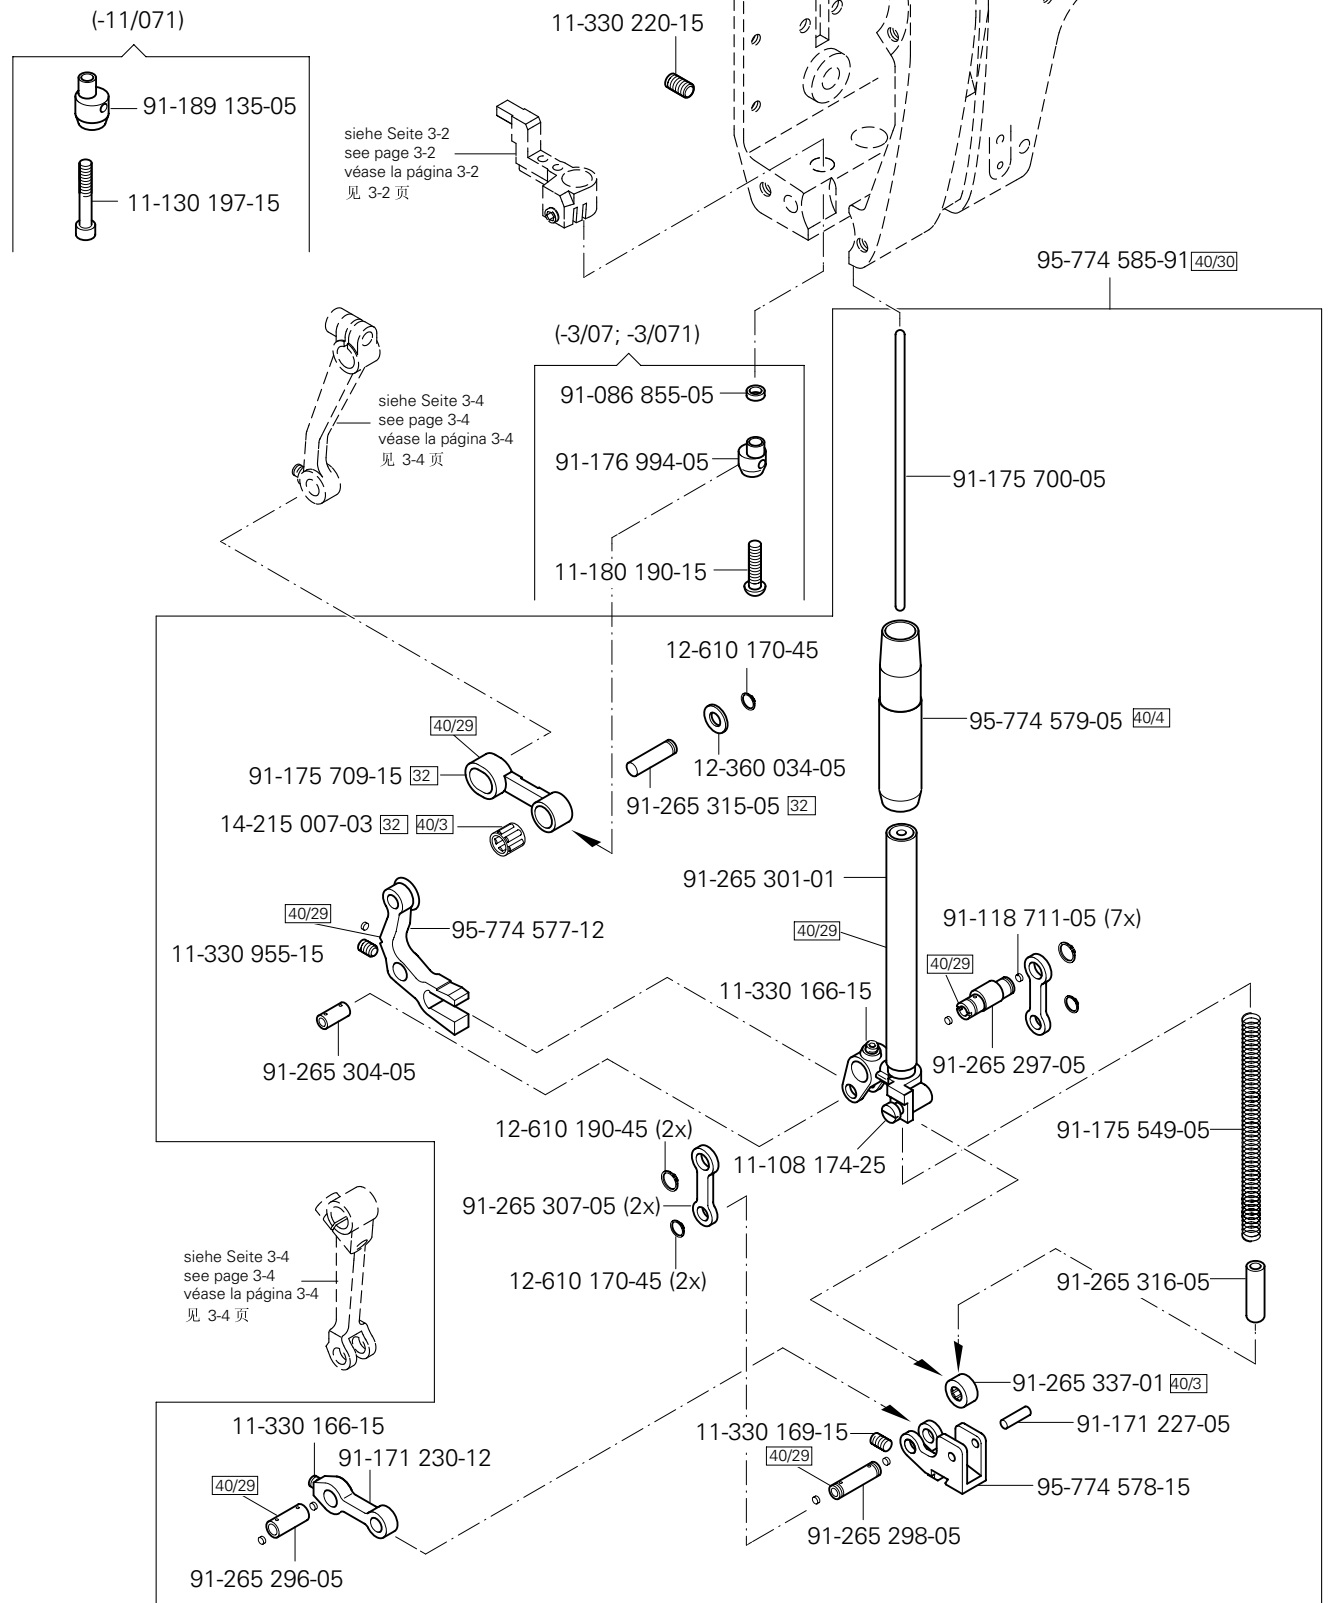 (-11/071)
11-330 220-15
91-189 135-05
siehe Seite 3-2
see page 3-2
véase la página 3-2
见 3-2 页
11-130 197-15
95-774 585-91 40/30
(-3/07; -3/071)
91-086 855-05
siehe Seite 3-4
see page 3-4
véase la página 3-4
见 3-4 页
91-176 994-05
91-175 700-05
11-180 190-15
12-610 170-45
40/29
95-774 579-05 40/4
91-175 709-15 32
12-360 034-05
91-265 315-05 32
14-215 007-03 32 40/3
91-265 301-01
40/29
95-774 577-12
91-118 711-05 (7x)
40/29
11-330 955-15
40/29
11-330 166-15
91-265 304-05
91-265 297-05
12-610 190-45 (2x)
91-175 549-05
11-108 174-25
91-265 307-05 (2x)
siehe Seite 3-4
see page 3-4
véase la página 3-4
见 3-4 页
12-610 170-45 (2x)
91-265 316-05
91-265 337-01 40/3
11-330 166-15
91-171 227-05
11-330 169-15
91-171 230-12
40/29
40/29
95-774 578-15
91-265 298-05
91-265 296-05